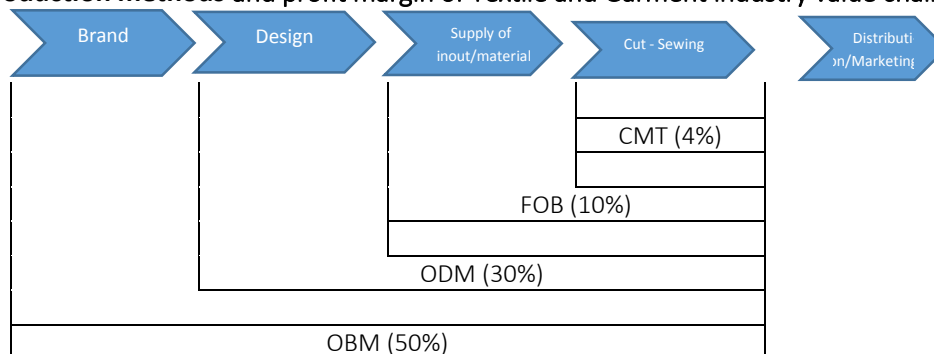 oduction Methods and profit margin of Textile and Garment industry value chai
Brand
Design
Supply of
inout/material
Cut - Sewing
Distributi
on/Marketing
CMT (4%)
FOB (10%)
ODM (30%)
OBM (50%)